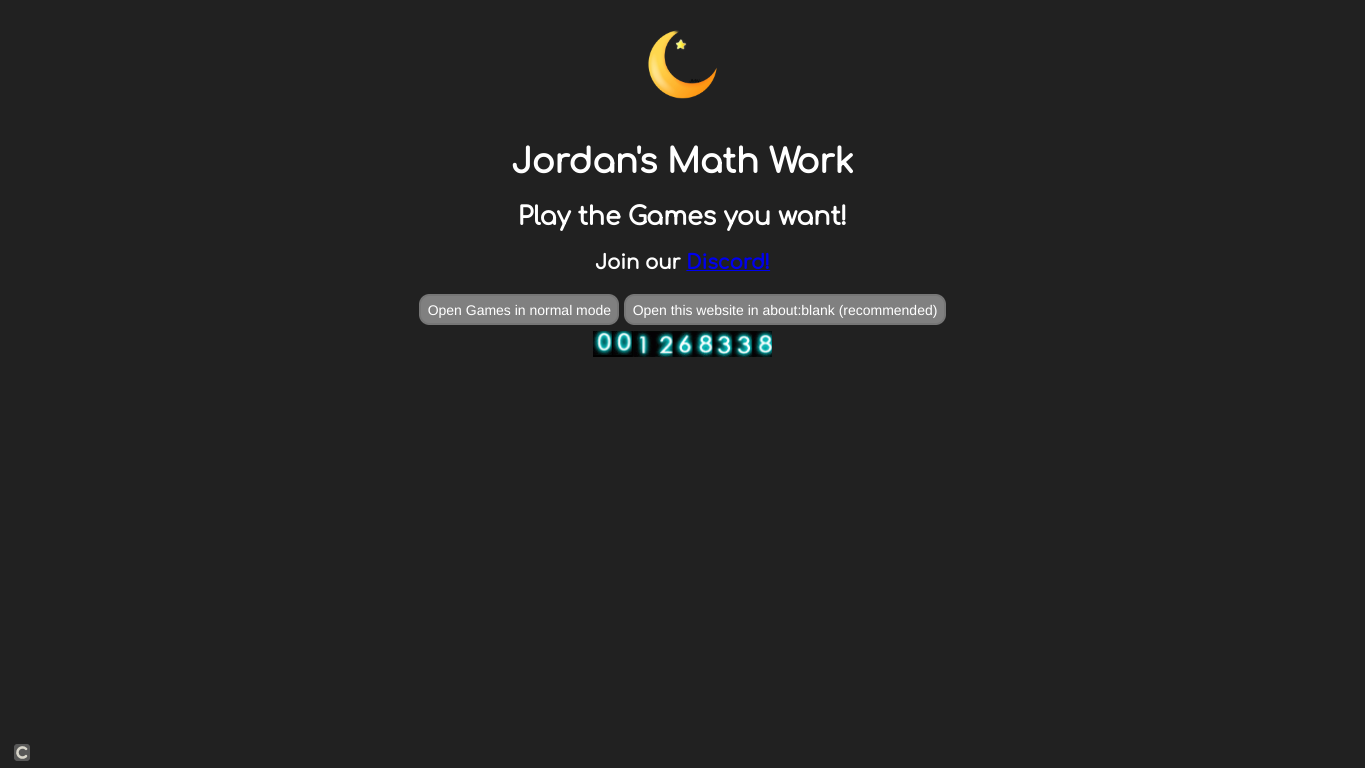 Jordan's Math Work
Play the Games you want!
Join our Discord!
Open Games in normal mode
Open this website in about:blank (recommended)
001268338
C